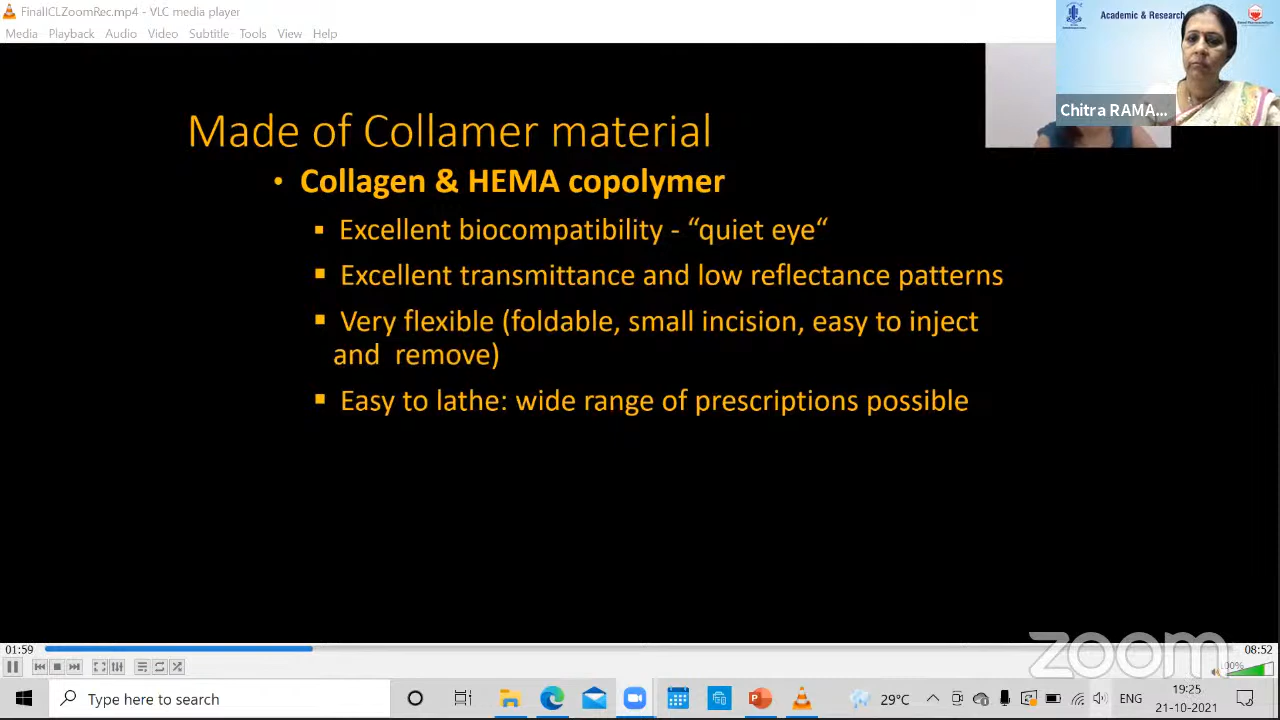 FinalICLZoomRec.mp4 - VLC media player
Media Playback Audio Video Subtitle Tools View Help
Academic & Research
Chitra RAMA...
Made of Collamer material
• Collagen & HEMA copolymer
▪ Excellent biocompatibility - “quiet eye“
▪ Excellent transmittance and low reflectance patterns
▪ Very flexible (foldable, small incision, easy to inject
and remove)
▪ Easy to lathe: wide range of prescriptions possible
zoom
01:59
08:52
100%
Type here to search
29°C
ENG
19:25
21-10-2021